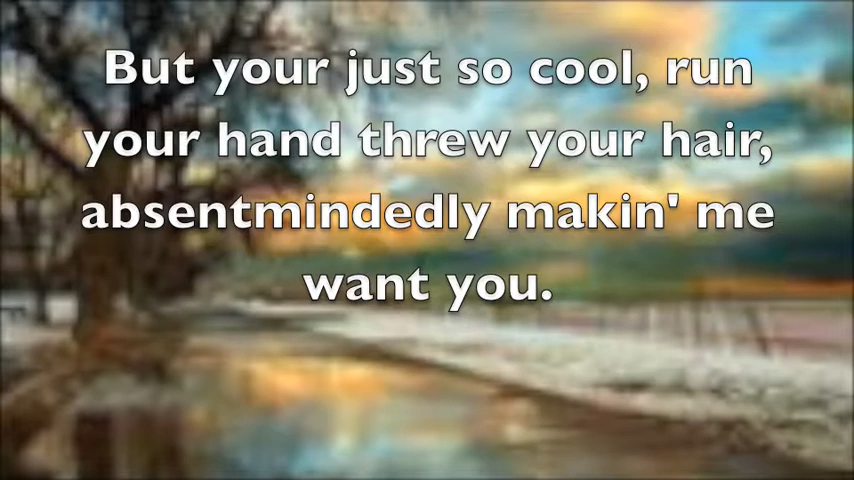 But your just so cool, run
your hand threw your hair,
absentmindedly makin' me
want you.